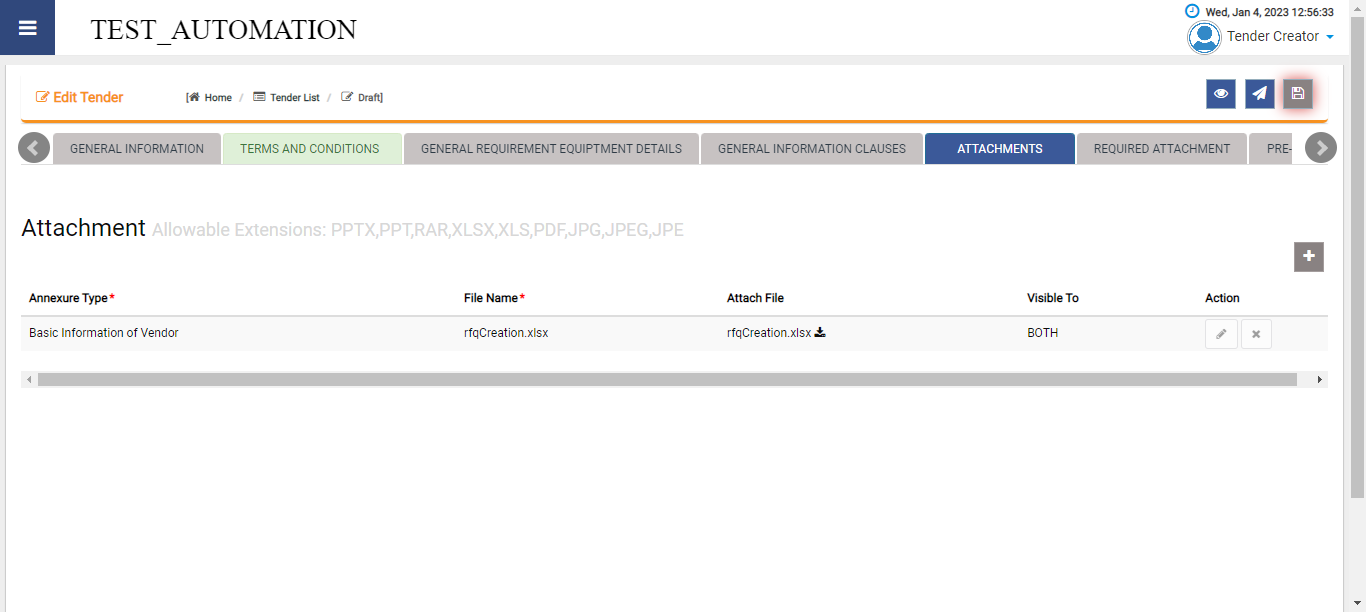 TEST_AUTOMATION
Wed, Jan 4, 2023 12:56:33
Tender Creator
Edit Tender
[Home / Tender List / Draft]
GENERAL INFORMATION
TERMS AND CONDITIONS
GENERAL REQUIREMENT EQUIPTMENT DETAILS
GENERAL INFORMATION CLAUSES
ATTACHMENTS
REQUIRED ATTACHMENT
PRE-
Attachment Allowable Extensions: PPTX,PPT,RAR,XLSX,XLS,PDF,JPG,JPEG,JPE
Annexure Type* File Name* Attach File Visible To Action
Basic Information of Vendor rfqCreation.xlsx rfqCreation.xlsx BOTH